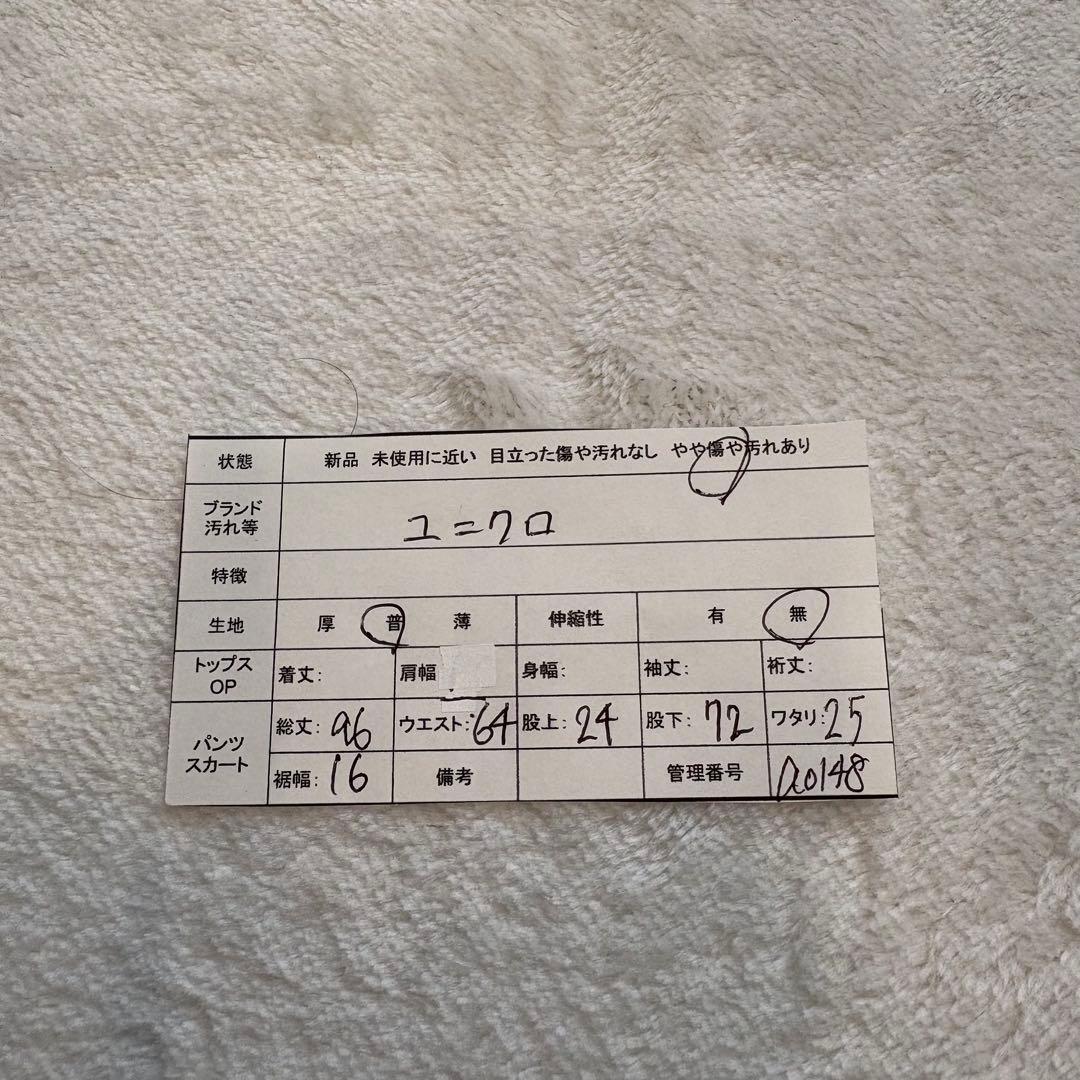 状態 新品 未使用に近い 目立った傷や汚れなし やや傷や汚れあり
ブランド
汚れ等
ユニクロ
特徴
生地 厚 普 薄 伸縮性 有 無
トップス
OP
着丈: 肩幅 身幅: 袖丈: 裄丈:
パンツ
スカート
総丈: 96 ウエスト: 64 股上: 24 股下: 72 ワタリ: 25
裾幅: 16 備考 管理番号 a0148